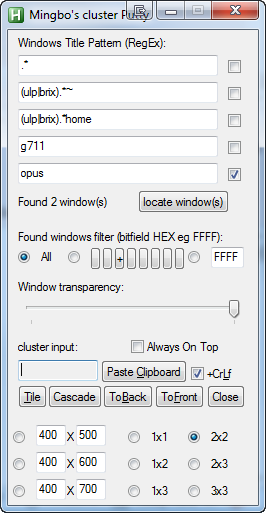 Mingbo's cluster Putty
Windows Title Pattern (RegEx):
.*
(ulp|brix).*~
(ulp|brix).*home
g711
opus
Found 2 window(s) locate window(s)
Found windows filter (bitfield HEX eg FFFF):
All + FFFF
Window transparency:
cluster input: Always On Top
Paste Clipboard +CrLf
Tile Cascade ToBack ToFront Close
400 X 500 1x1 2x2
400 X 600 1x2 2x3
400 X 700 1x3 3x3